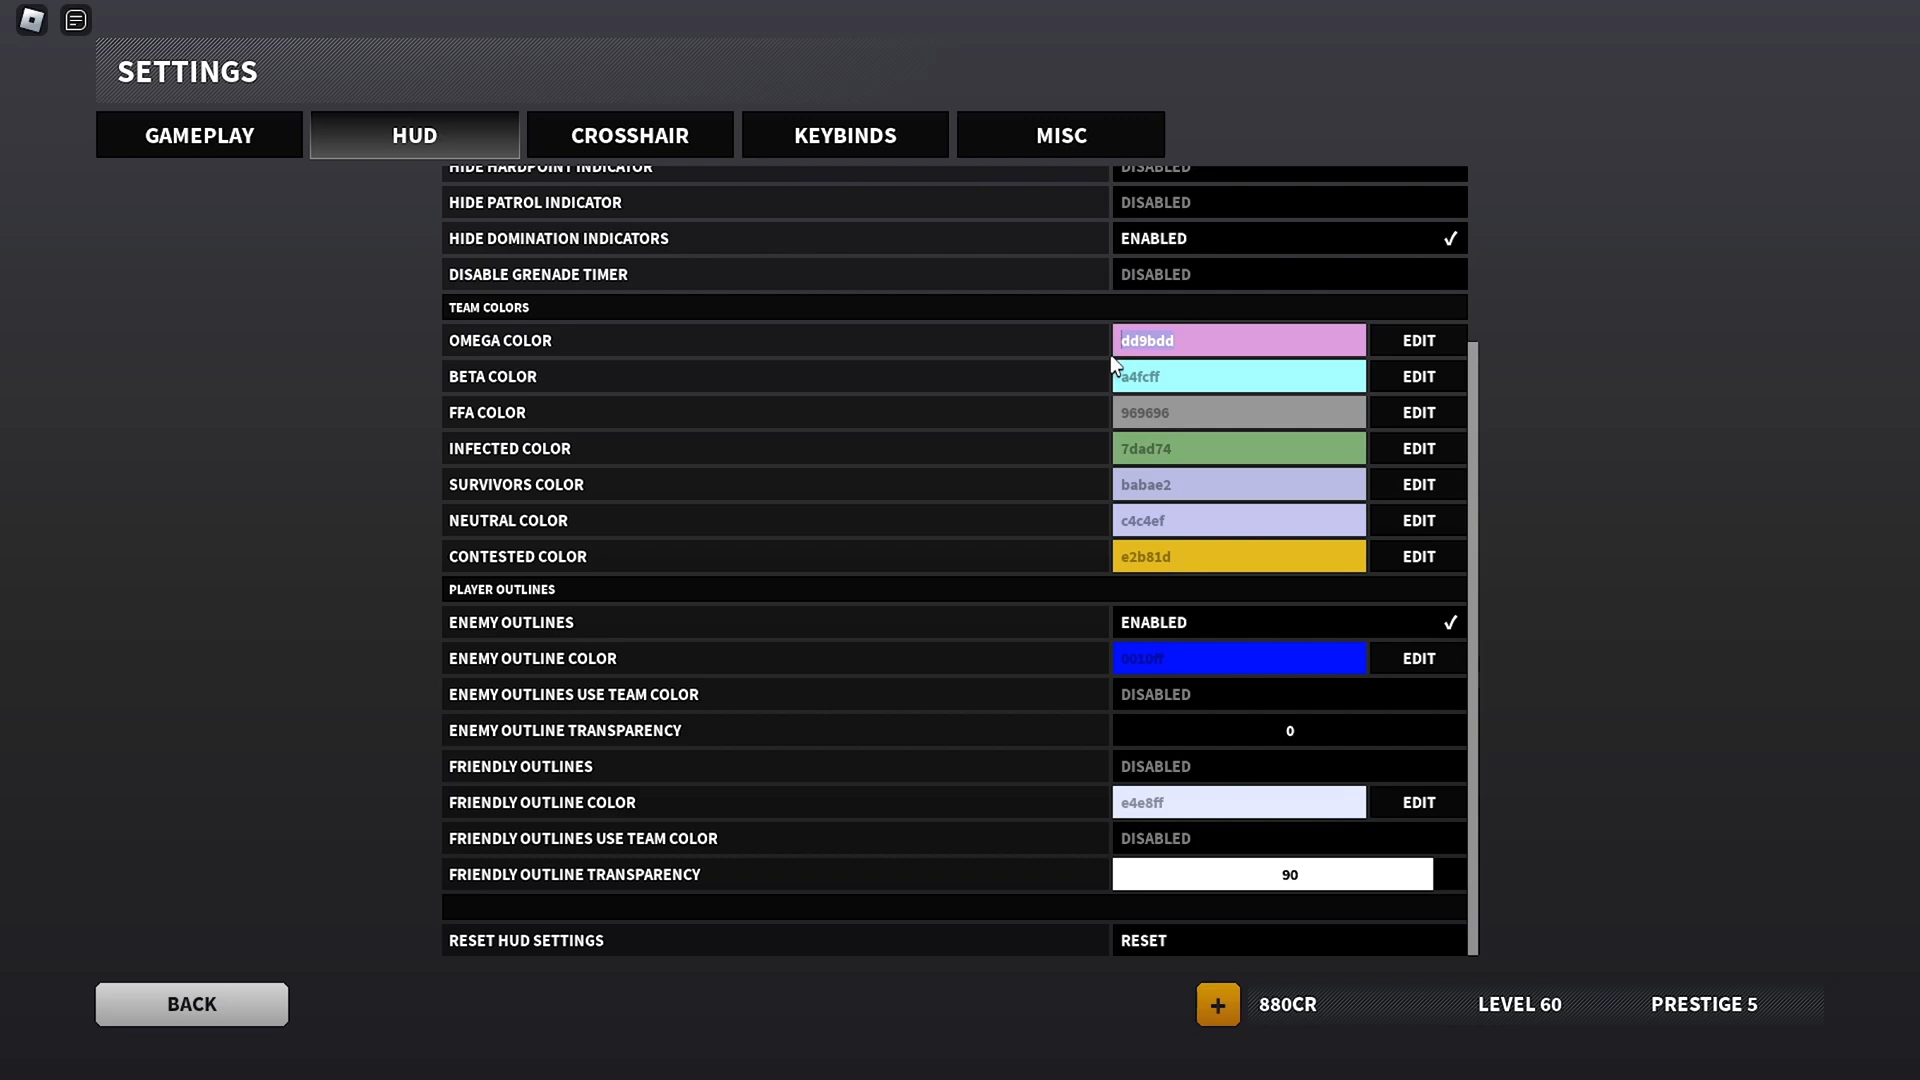 SETTINGS
GAMEPLAY HUD CROSSHAIR KEYBINDS MISC
HIDE HARDPOINT INDICATOR DISABLED
HIDE PATROL INDICATOR DISABLED
HIDE DOMINATION INDICATORS ENABLED ✓
DISABLE GRENADE TIMER DISABLED
TEAM COLORS
OMEGA COLOR dd9bdd EDIT
BETA COLOR a4fcff EDIT
FFA COLOR 969696 EDIT
INFECTED COLOR 7dad74 EDIT
SURVIVORS COLOR babae2 EDIT
NEUTRAL COLOR c4c4ef EDIT
CONTESTED COLOR e2b81d EDIT
PLAYER OUTLINES
ENEMY OUTLINES ENABLED ✓
ENEMY OUTLINE COLOR 0010ff EDIT
ENEMY OUTLINES USE TEAM COLOR DISABLED
ENEMY OUTLINE TRANSPARENCY 0
FRIENDLY OUTLINES DISABLED
FRIENDLY OUTLINE COLOR e4e8ff EDIT
FRIENDLY OUTLINES USE TEAM COLOR DISABLED
FRIENDLY OUTLINE TRANSPARENCY 90
RESET HUD SETTINGS RESET
BACK + 880CR LEVEL 60 PRESTIGE 5